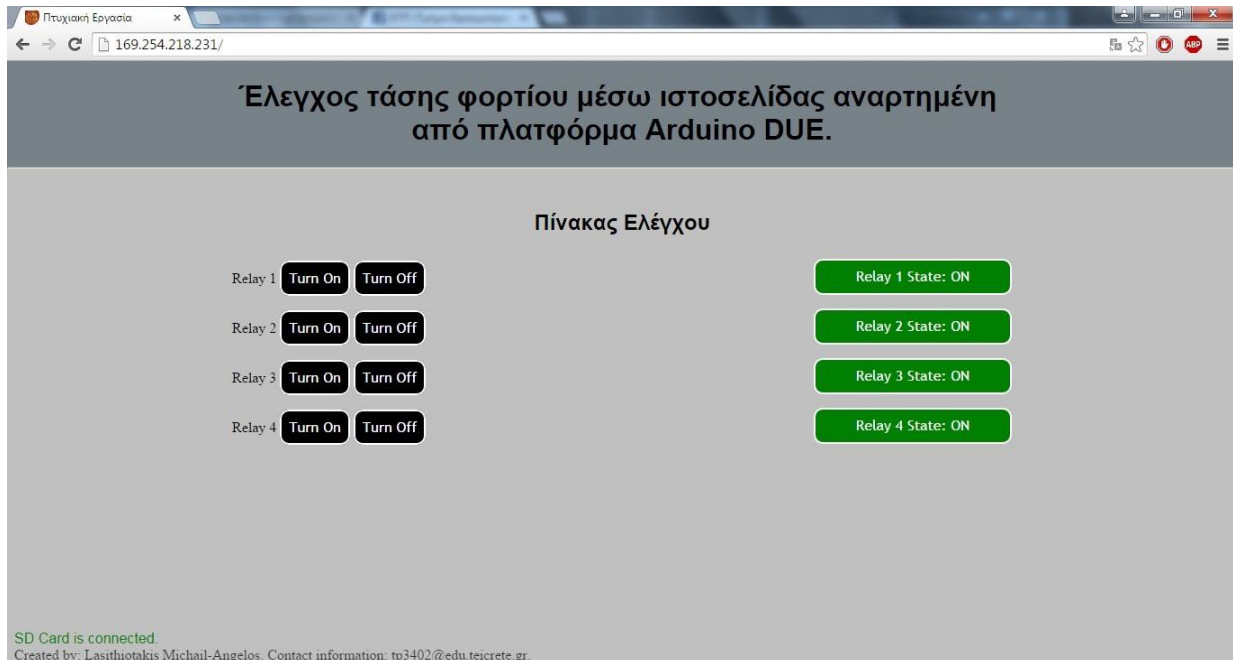 Πτυχιακή Εργασία
169.254.218.231/
ABP
Έλεγχος τάσης φορτίου μέσω ιστοσελίδας αναρτημένη
από πλατφόρμα Arduino DUE.
Πίνακας Ελέγχου
Relay 1 Turn On Turn Off Relay 1 State: ON
Relay 2 Turn On Turn Off Relay 2 State: ON
Relay 3 Turn On Turn Off Relay 3 State: ON
Relay 4 Turn On Turn Off Relay 4 State: ON
SD Card is connected.
Created by: Lasithiotakis Michail-Angelos. Contact information: tp3402@edu.teicrete.gr.